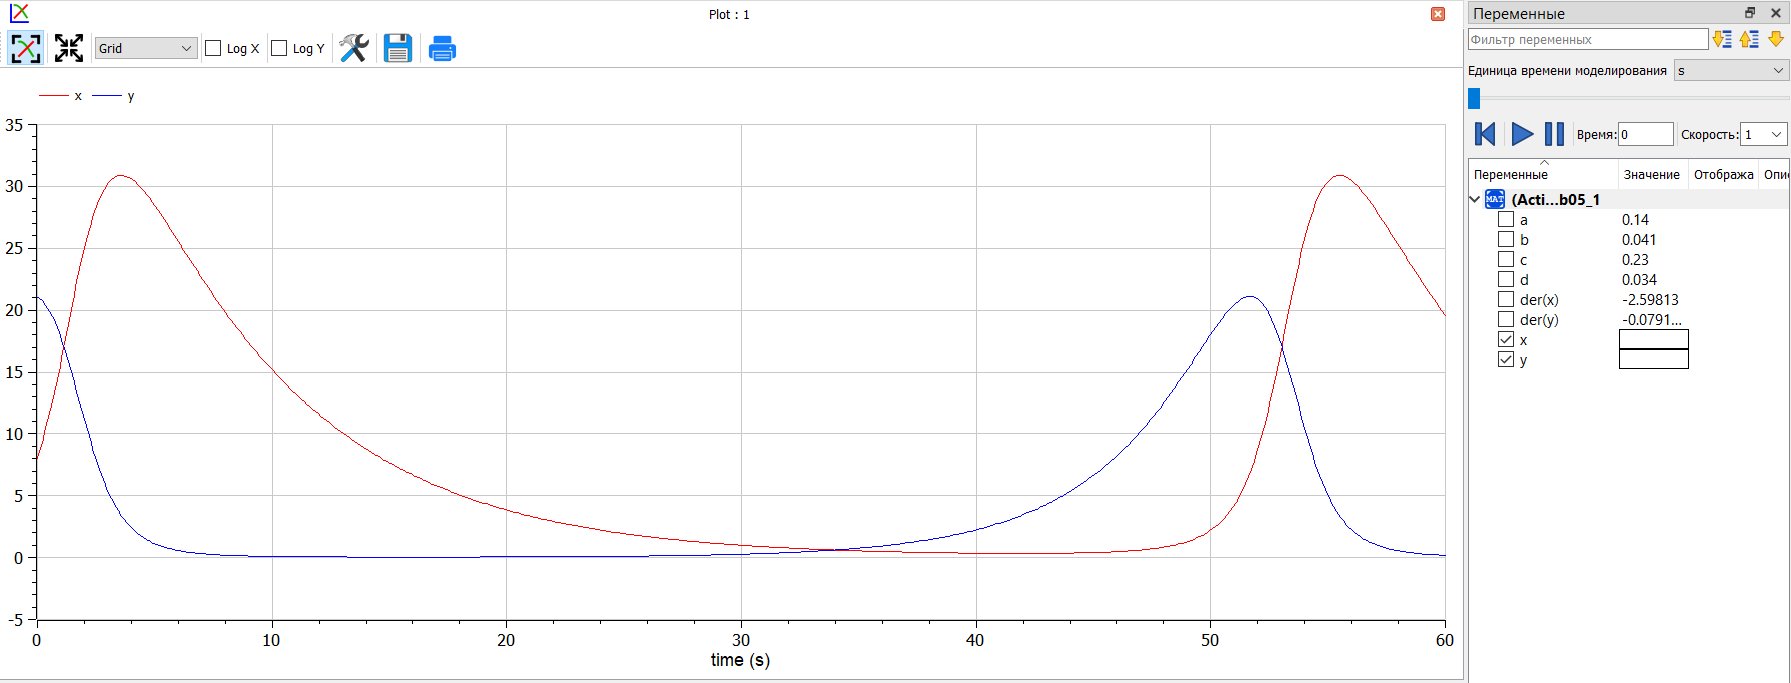 Plot : 1
Grid
Log X
Log Y
x
y
35
30
25
20
15
10
5
0
-5
0
10
20
30
40
50
60
time (s)
Переменные
Фильтр переменных
Единица времени моделирования
s
Время: 0
Скорость: 1
Переменные Значение Отобража Опи
MAT (Acti...b05_1
a 0.14
b 0.041
c 0.23
d 0.034
der(x) -2.59813
der(y) -0.0791...
x
y